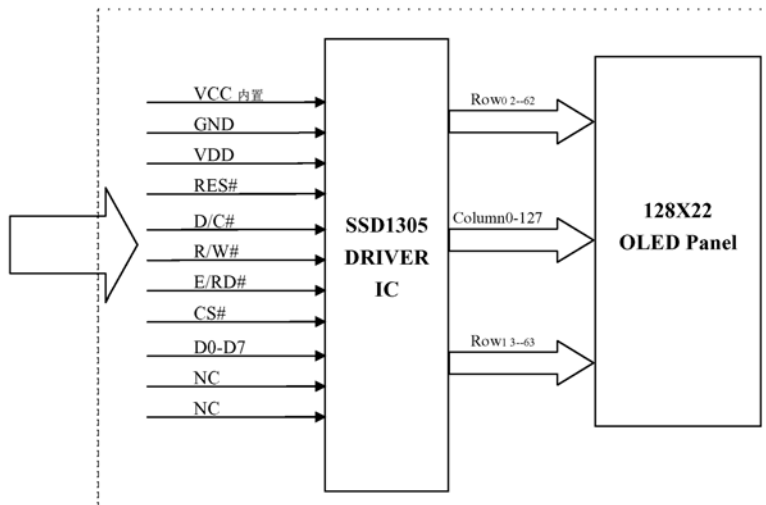 VCC 内置
GND
VDD
RES#
D/C#
R/W#
E/RD#
CS#
D0-D7
NC
NC
SSD1305
DRIVER
IC
Row0 2--62
Column0-127
Row1 3--63
128X22
OLED Panel